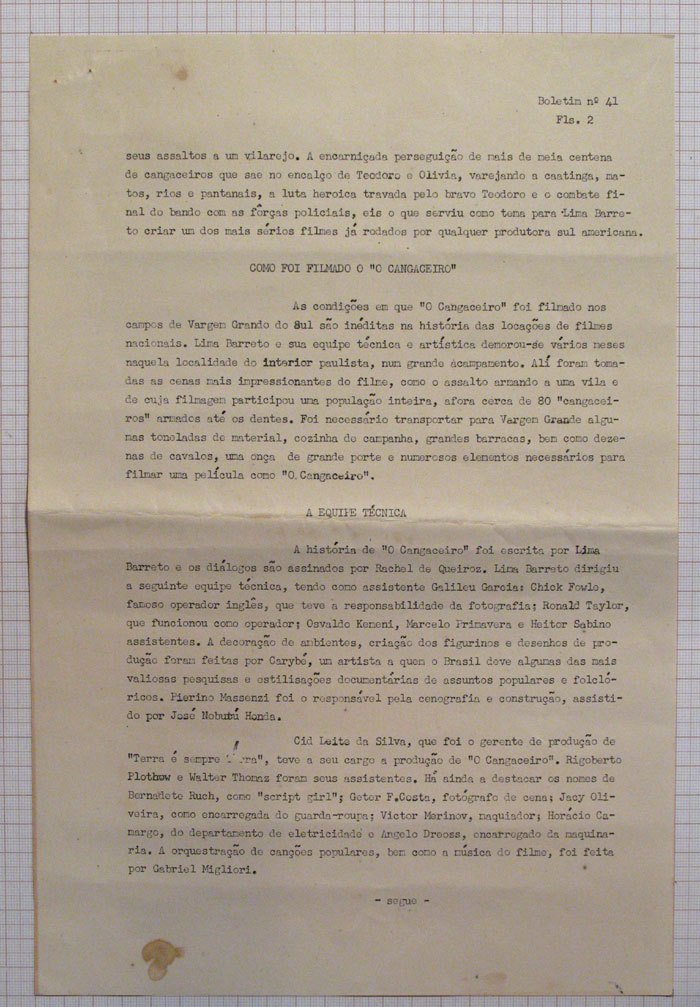 Boletim nº 41
Fls. 2
seus assaltos a um vilarejo. A encarniçada perseguição de mais de meia centena
de cangaceiros que sae no encalço de Teodoro e Olivia, varejando a caatinga, ma-
tos, rios e pantanais, a luta heroica travada pelo bravo Teodoro e o combate fi-
nal do bando com as fôrças policiais, eis o que serviu como tema para Lima Barre-
to criar um dos mais sérios filmes já rodados por qualquer produtora sul americana.
COMO FOI FILMADO O "O CANGACEIRO"
As condições em que "O Cangaceiro" foi filmado nos
campos de Vargem Grando do Sul são inéditas na história das locações de filmes
nacionais. Lima Barreto e sua equipe técnica e artística demorou-se vários meses
naquela localidade do interior paulista, num grande acampamento. Alí foram toma-
das as cenas mais impressionantes do filme, como o assalto armando a uma vila e
de cuja filmagem participou uma população inteira, afora cerca de 80 "cangacei-
ros" armados até os dentes. Foi necessário transportar para Vargem Grande algu-
mas toneladas de material, cozinha de campanha, grandes barracas, bem como deze-
nas de cavalos, uma onça de grande porte e numerosos elementos necessários para
filmar uma película como "O.Cangaceiro".
A EQUIPE TÉCNICA
A história de "O Cangaceiro" foi escrita por Lima
Barreto e os diálogos são assinados por Rachel de Queiroz. Lima Barreto dirigiu
a seguinte equipe técnica, tendo como assistente Galileu Garcia: Chick Fowle,
famoso operador inglês, que teve a responsabilidade da fotografia; Ronald Taylor,
que funcionou como operador; Osvaldo Kemeni, Marcelo Primavera e Heitor Sabino
assistentes. A decoração de ambientes, criação dos figurinos e desenhos de pro-
dução foram feitas por Carybé, um artista a quem o Brasil deve algumas das mais
valiosas pesquisas e estilisações documentárias de assuntos populares e folcló-
ricos. Pierino Massenzi foi o responsável pela cenografia e construção, assisti-
do por José Nobutú Honda.
Cid Leite da Silva, que foi o gerente de produção de
"Terra é sempre", teve a seu cargo a produção de "O Cangaceiro". Rigoberto
Plothow e Walter Thomaz foram seus assistentes. Há ainda a destacar os nomes de
Bernadete Ruch, como "script girl"; Geter F.Costa, fotógrafo de cena; Jacy Oli-
veira, como encarregada do guarda-roupa; Victor Merinov, maquiador; Horácio Ca-
margo, do departamento de eletricidade e Angelo Dreoss, encarregado da maquina-
ria. A orquestração de canções populares, bem como a música do filme, foi feita
por Gabriel Migliori.
- segue -